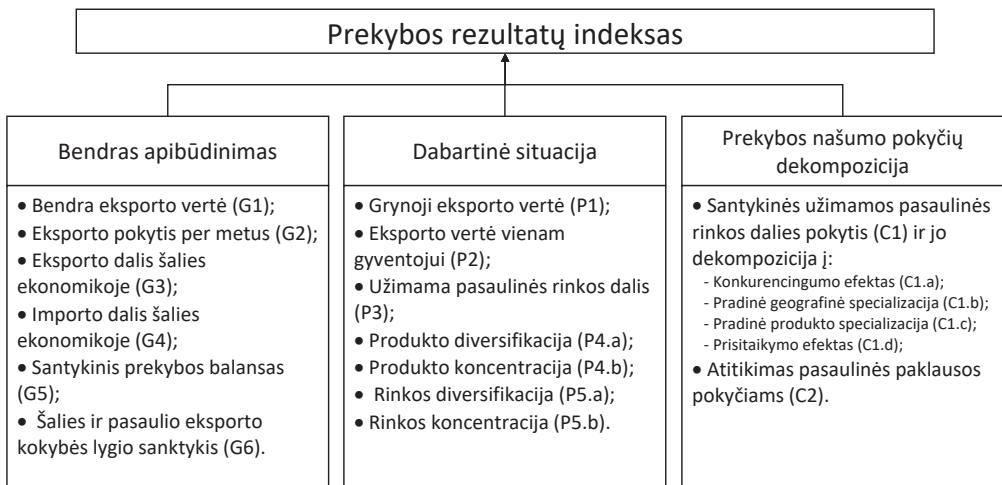 Prekybos rezultatų indeksas
Bendras apibūdinimas
• Bendra eksporto vertė (G1);
• Eksporto pokytis per metus (G2);
• Eksporto dalis šalies
ekonomikoje (G3);
• Importo dalis šalies
ekonomikoje (G4);
• Santykinis prekybos balansas
(G5);
• Šalies ir pasaulio eksporto
kokybės lygio sanktykis (G6).
Dabartinė situacija
• Grynoji eksporto vertė (P1);
• Eksporto vertė vienam
gyventojui (P2);
• Užimama pasaulinės rinkos dalis
(P3);
• Produkto diversifikacija (P4.a);
• Produkto koncentracija (P4.b);
• Rinkos diversifikacija (P5.a);
• Rinkos koncentracija (P5.b).
Prekybos našumo pokyčių
dekompozicija
• Santykinės užimamos pasaulinės
rinkos dalies pokytis (C1) ir jo
dekompozicija į:
- Konkurencingumo efektas (C1.a);
- Pradinė geografinė specializacija (C1.b);
- Pradinė produkto specializacija (C1.c);
- Prisitaikymo efektas (C1.d);
• Atitikimas pasaulinės paklausos
pokyčiams (C2).